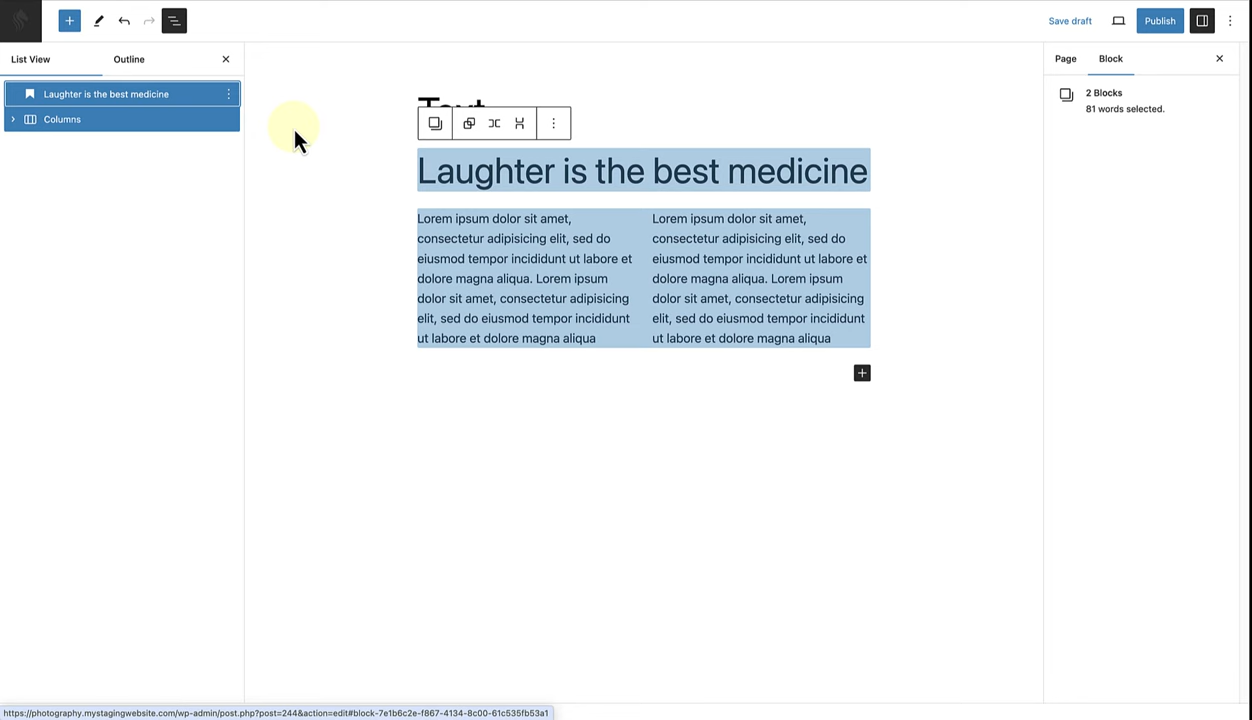 Save draft
Publish
List View
Outline
Page
Block
Laughter is the best medicine
Columns
2 Blocks
81 words selected.
Text
Laughter is the best medicine
Lorem ipsum dolor sit amet,
consectetur adipisicing elit, sed do
eiusmod tempor incididunt ut labore et
dolore magna aliqua. Lorem ipsum
dolor sit amet, consectetur adipisicing
elit, sed do eiusmod tempor incididunt
ut labore et dolore magna aliqua
Lorem ipsum dolor sit amet,
consectetur adipisicing elit, sed do
eiusmod tempor incididunt ut labore et
dolore magna aliqua. Lorem ipsum
dolor sit amet, consectetur adipisicing
elit, sed do eiusmod tempor incididunt
ut labore et dolore magna aliqua
https://photography.mystagingwebsite.com/wp-admin/post.php?post=244&action=edit#block-7e1b6c2e-f867-4134-8c00-61c535fb53a1